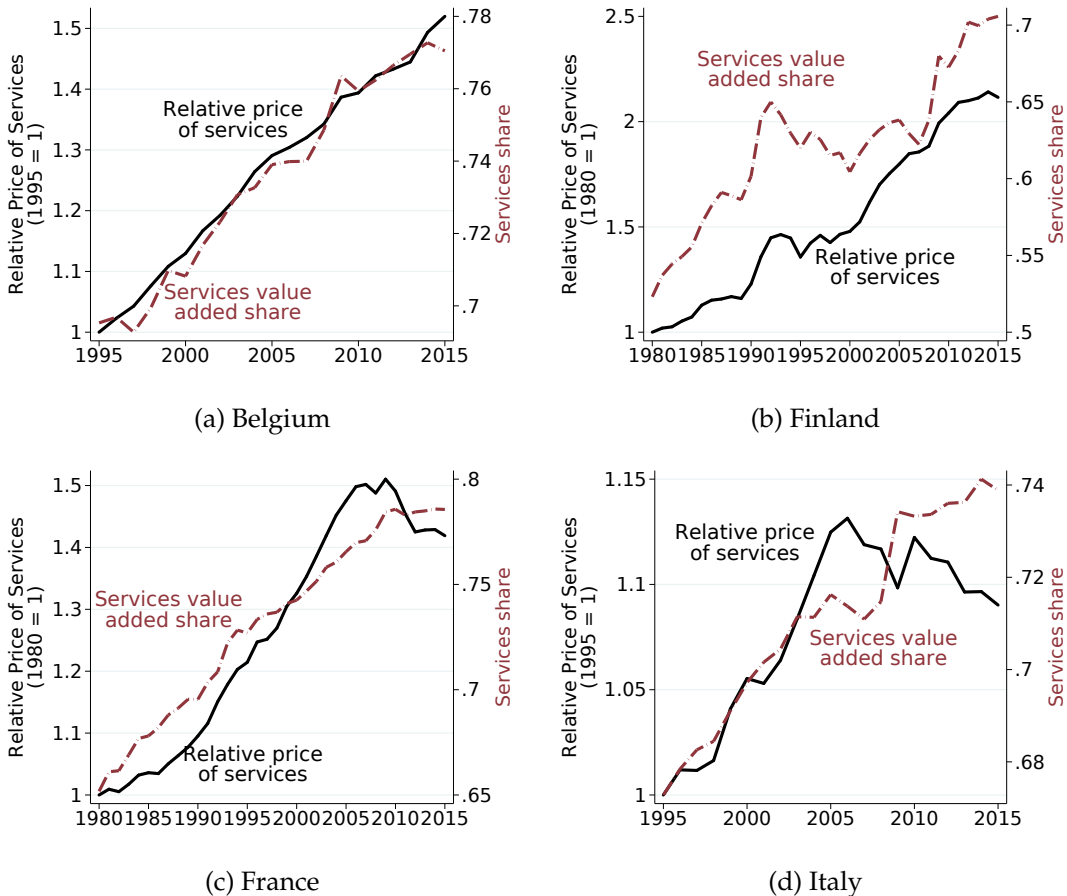 Relative Price of Services
(1995 = 1)
1.5
1.4
1.3
1.2
1.1
1
.78
.76
.74
.72
.7
Services share
Relative price
of services
Services value
added share
1995 2000 2005 2010 2015
(a) Belgium
Relative Price of Services
(1980 = 1)
2.5
2
1.5
1
.7
.65
.6
.55
.5
Services share
Services value
added share
Relative price
of services
1980 1985 1990 1995 2000 2005 2010 2015
(b) Finland
Relative Price of Services
(1980 = 1)
1.5
1.4
1.3
1.2
1.1
1
.8
.75
.7
.65
Services share
Services value
added share
Relative price
of services
1980 1985 1990 1995 2000 2005 2010 2015
(c) France
Relative Price of Services
(1995 = 1)
1.15
1.1
1.05
1
.74
.72
.7
.68
Services share
Relative price
of services
Services value
added share
1995 2000 2005 2010 2015
(d) Italy